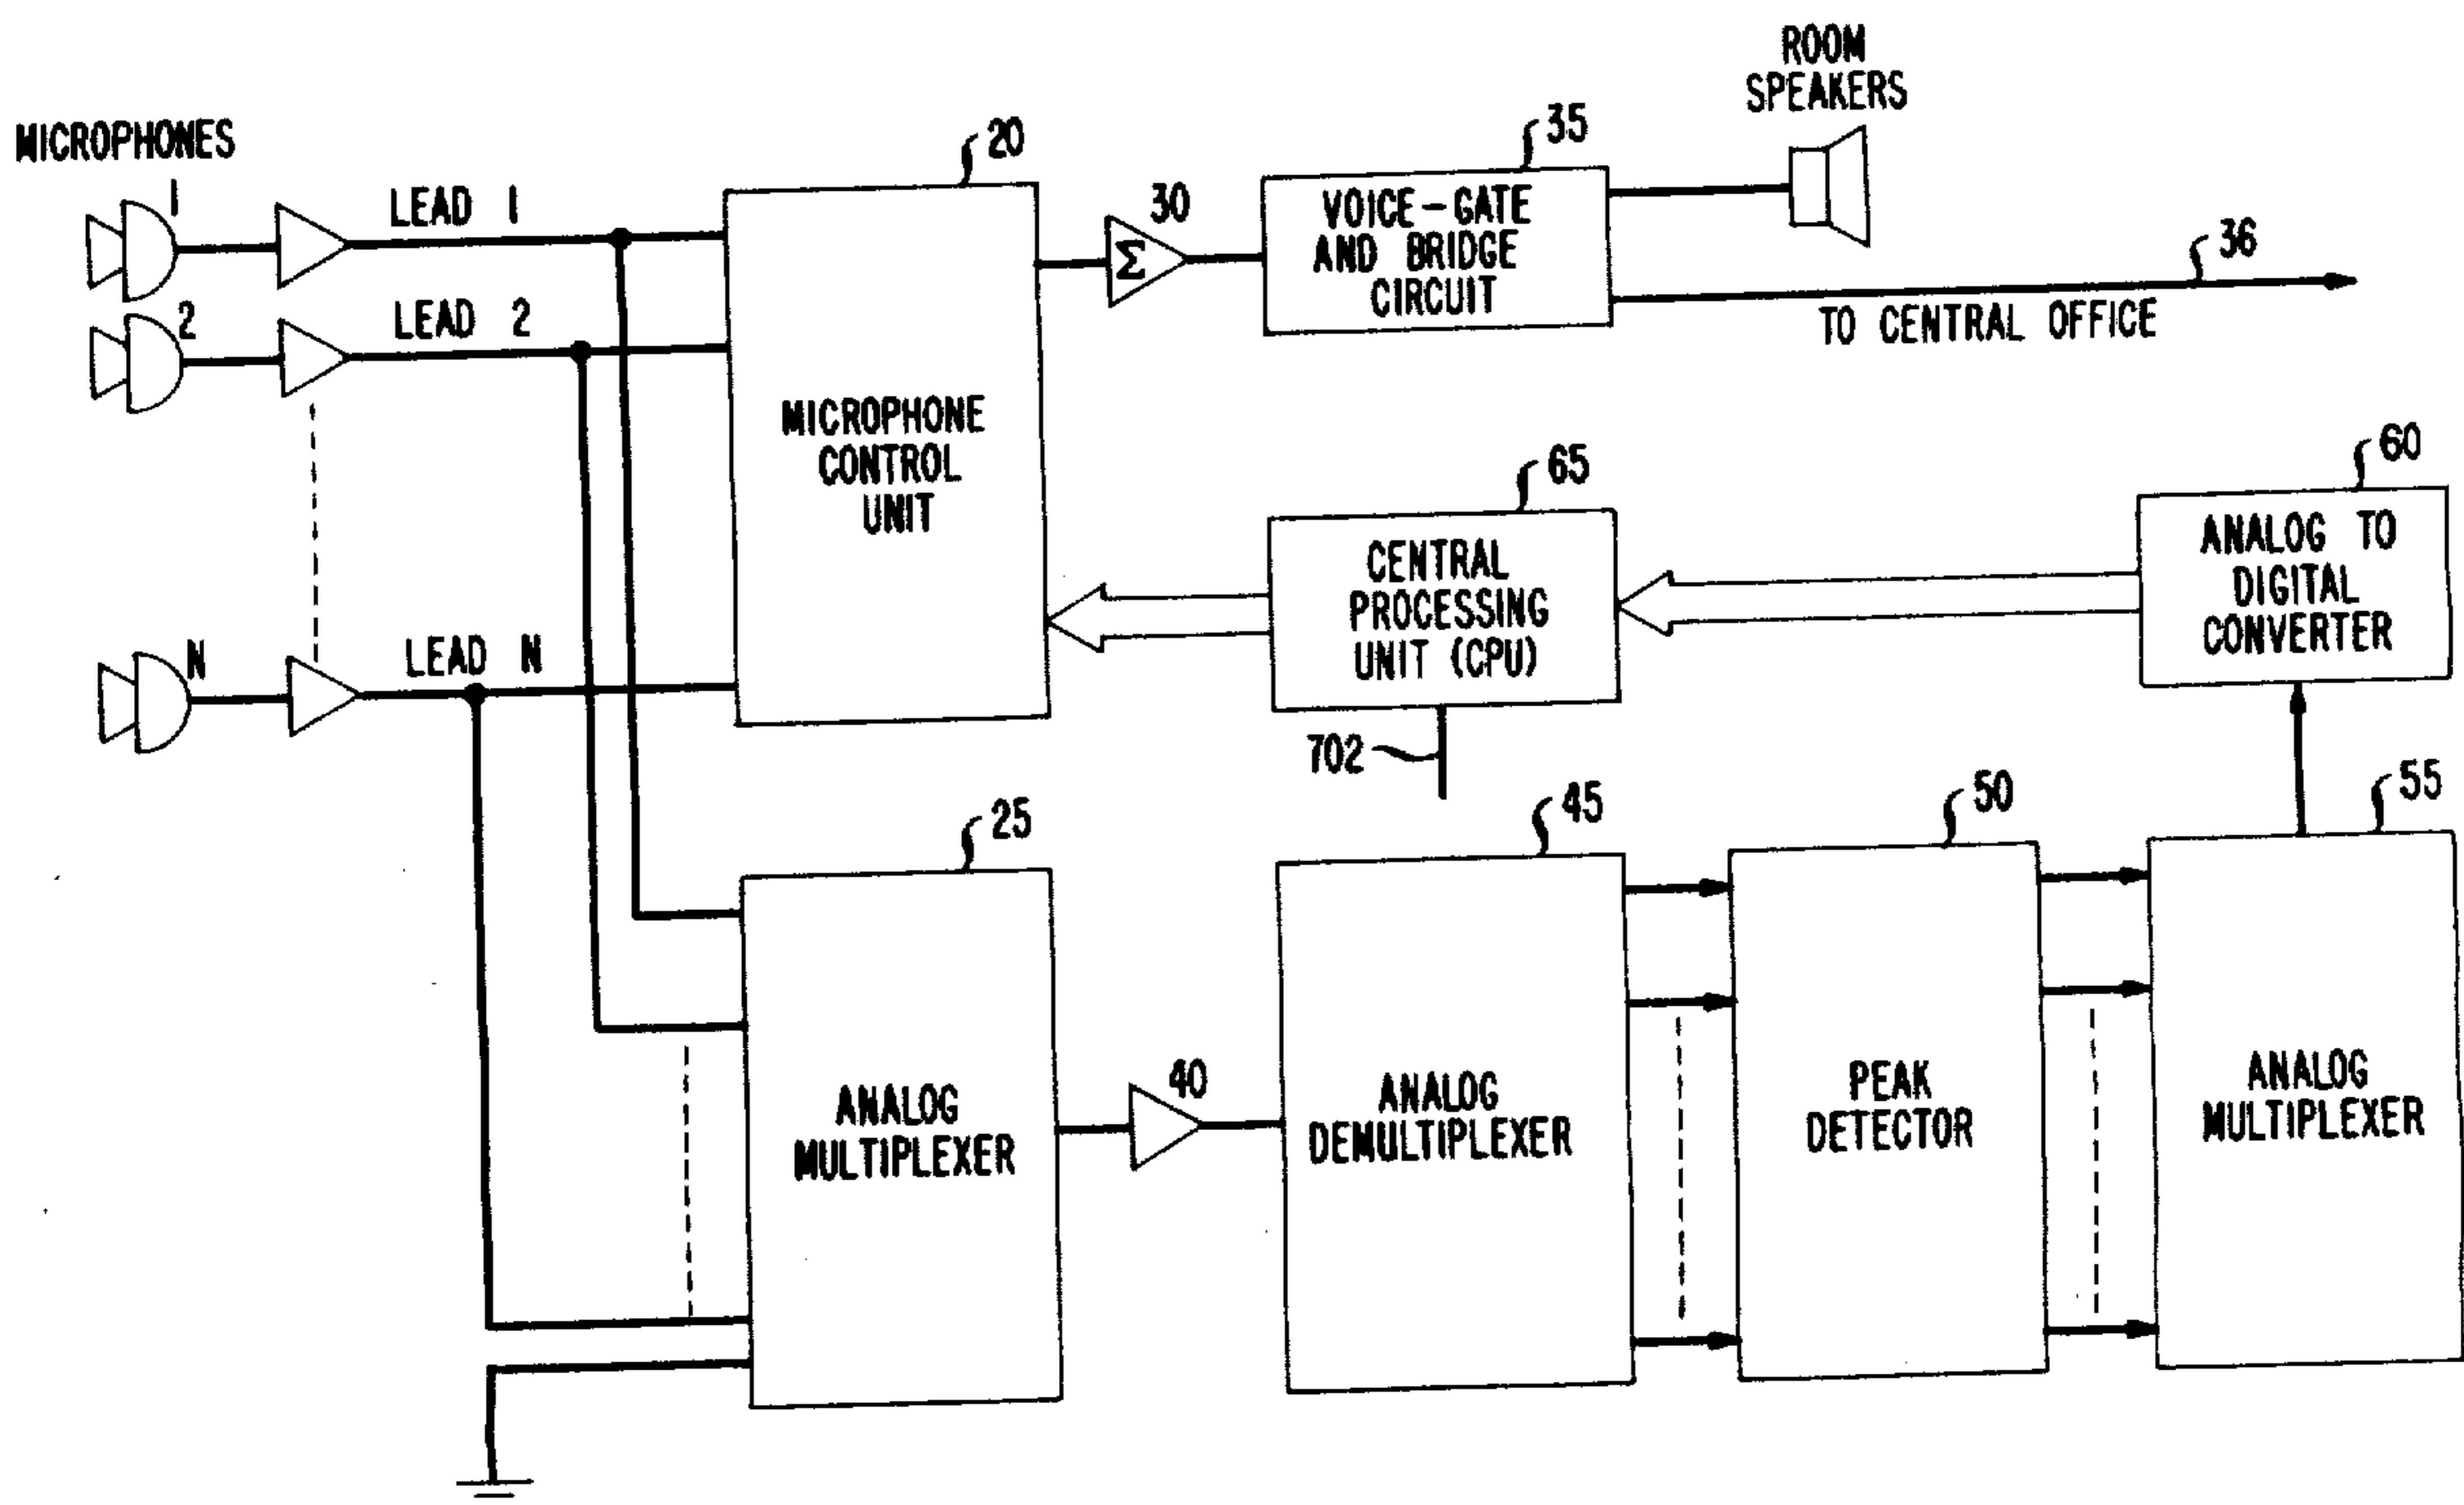 ROOM
SPEAKERS
MICROPHONES
1
LEAD 1
20
30
Σ
35
VOICE-GATE
AND BRIDGE
CIRCUIT
36
TO CENTRAL OFFICE
2
LEAD 2
MICROPHONE
CONTROL
UNIT
65
CENTRAL
PROCESSING
UNIT (CPU)
60
ANALOG TO
DIGITAL
CONVERTER
N
LEAD N
702
25
ANALOG
MULTIPLEXER
40
45
ANALOG
DEMULTIPLEXER
50
PEAK
DETECTOR
55
ANALOG
MULTIPLEXER